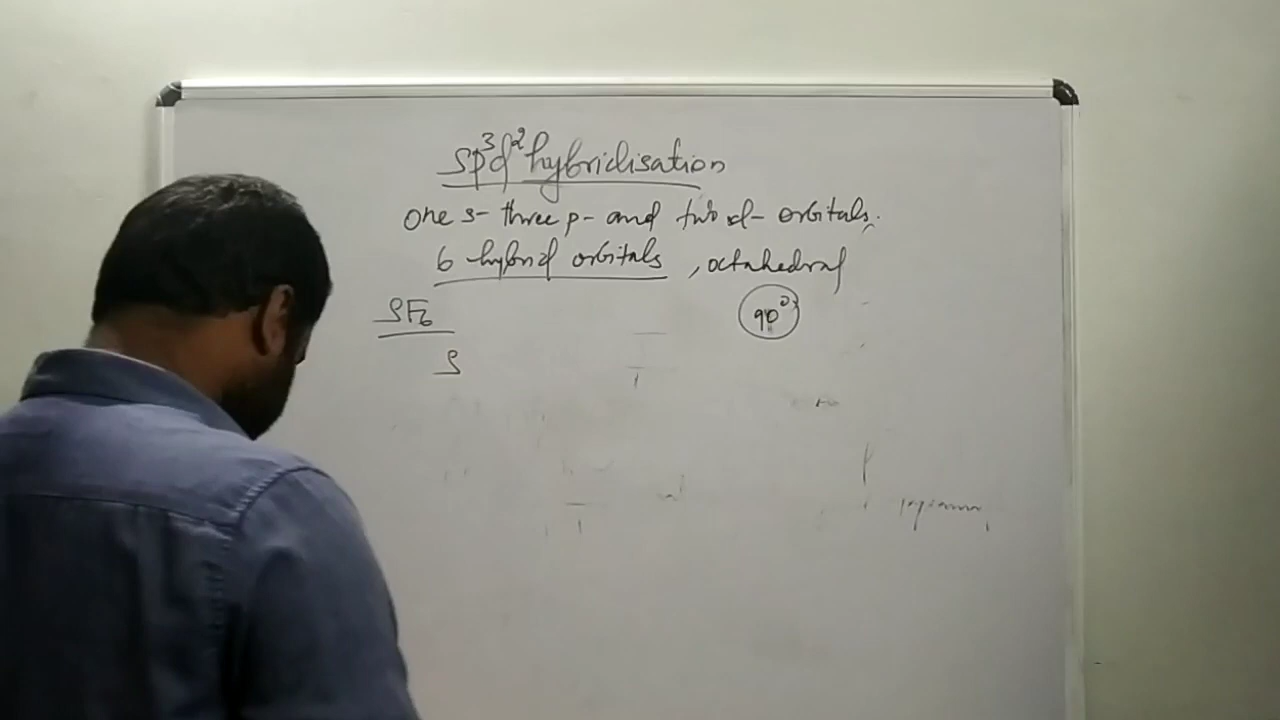 sp³d² hybridisation
one s- three p- and two d- orbitals.
6 hybrid orbitals , octahedral
SF₆
90°
S